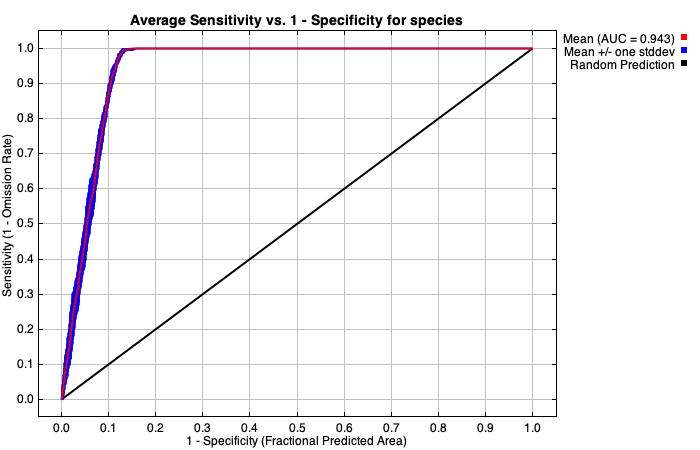 Average Sensitivity vs. 1 - Specificity for species
Mean (AUC = 0.943)
Mean +/- one stddev
Random Prediction
Sensitivity (1 - Omission Rate)
1.0
0.9
0.8
0.7
0.6
0.5
0.4
0.3
0.2
0.1
0.0
0.0 0.1 0.2 0.3 0.4 0.5 0.6 0.7 0.8 0.9 1.0
1 - Specificity (Fractional Predicted Area)